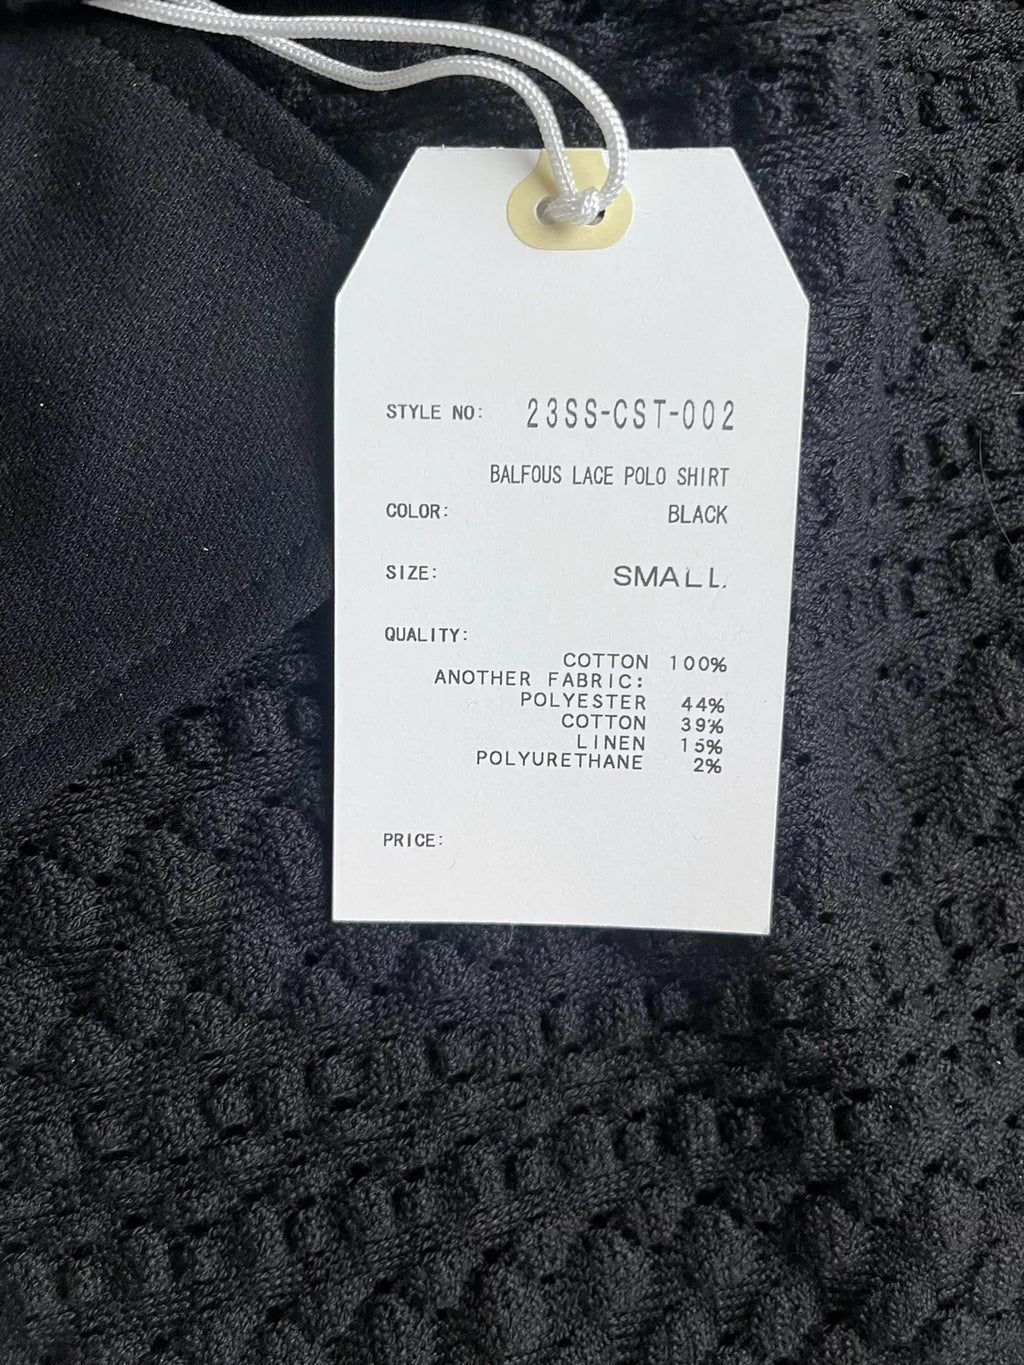 STYLE NO: 23SS-CST-002
BALFOUS LACE POLO SHIRT
COLOR: BLACK
SIZE: SMALL
QUALITY:
COTTON 100%
ANOTHER FABRIC:
POLYESTER 44%
COTTON 39%
LINEN 15%
POLYURETHANE 2%
PRICE: